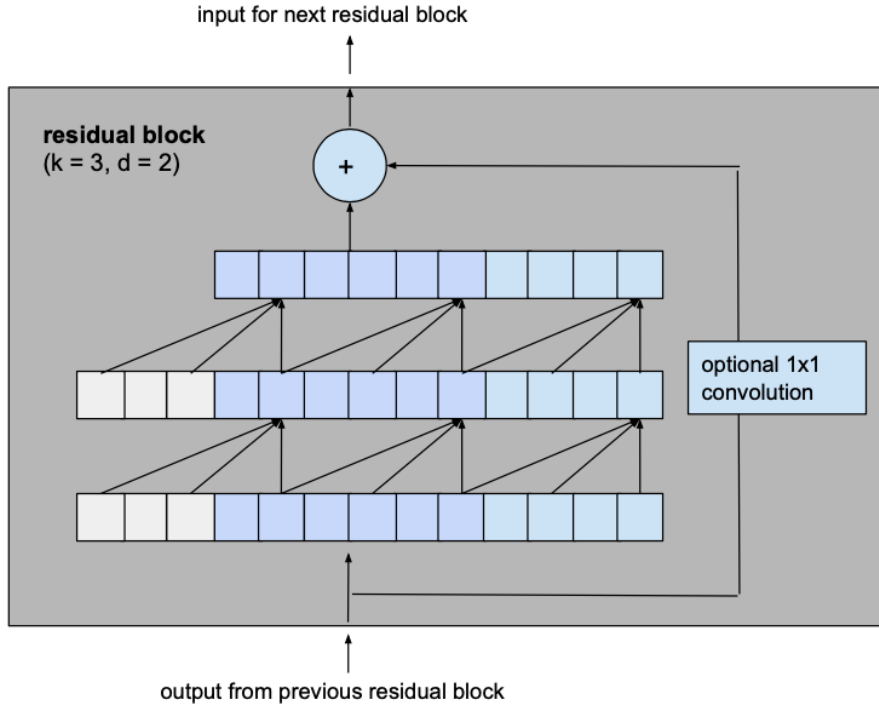 input for next residual block
residual block
(k = 3, d = 2)
+
optional 1x1
convolution
output from previous residual block